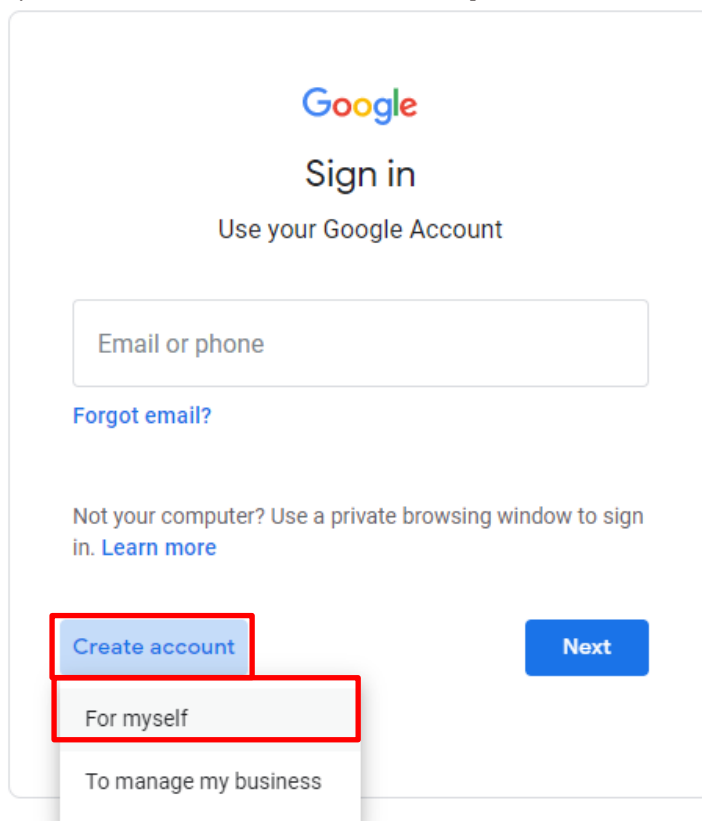 Google
Sign in
Use your Google Account
Email or phone
Forgot email?
Not your computer? Use a private browsing window to sign
in. Learn more
Create account
Next
For myself
To manage my business